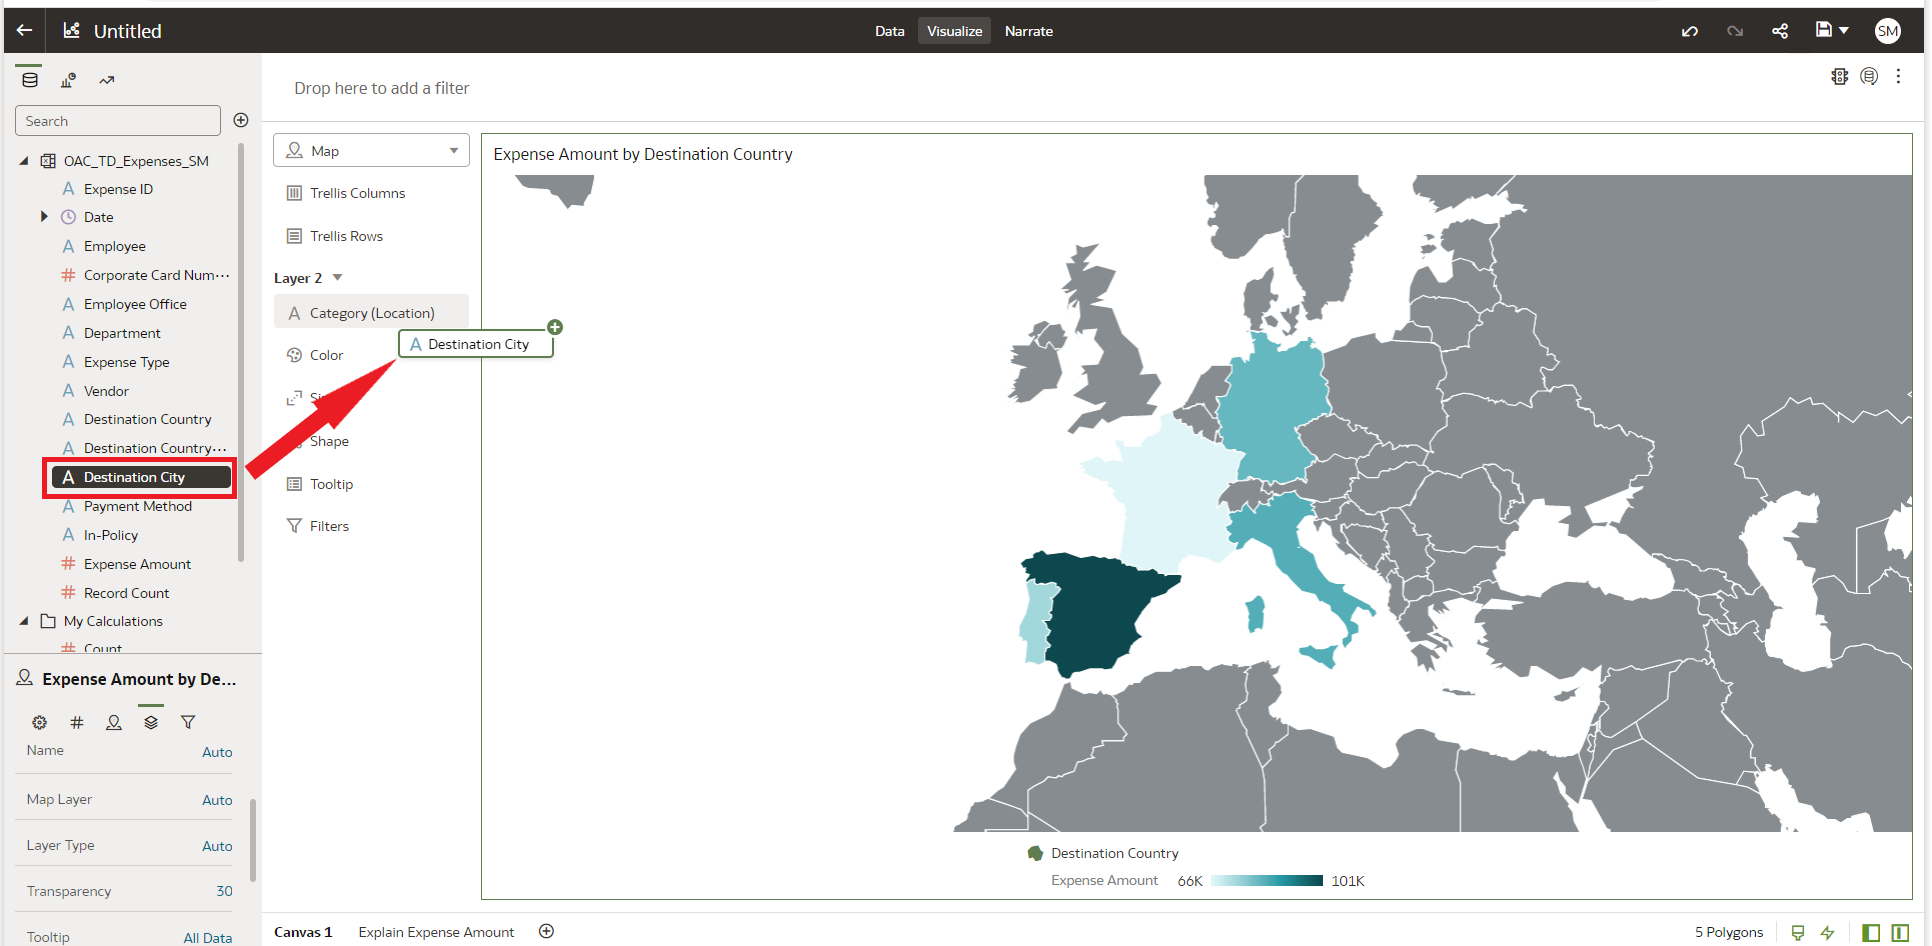 Untitled
Data
Visualize
Narrate
SM
Search
Drop here to add a filter
OAC_TD_Expenses_SM
Expense ID
Date
Employee
Corporate Card Num...
Employee Office
Department
Expense Type
Vendor
Destination Country
Destination Country...
Destination City
Payment Method
In-Policy
Expense Amount
Record Count
My Calculations
Count
Expense Amount by De...
Name
Auto
Map Layer
Auto
Layer Type
Auto
Transparency
30
Tooltip
All Data
Map
Trellis Columns
Trellis Rows
Layer 2
Category (Location)
Destination City
Color
Shape
Tooltip
Filters
Expense Amount by Destination Country
Destination Country
Expense Amount
66K
101K
Canvas 1
Explain Expense Amount
5 Polygons